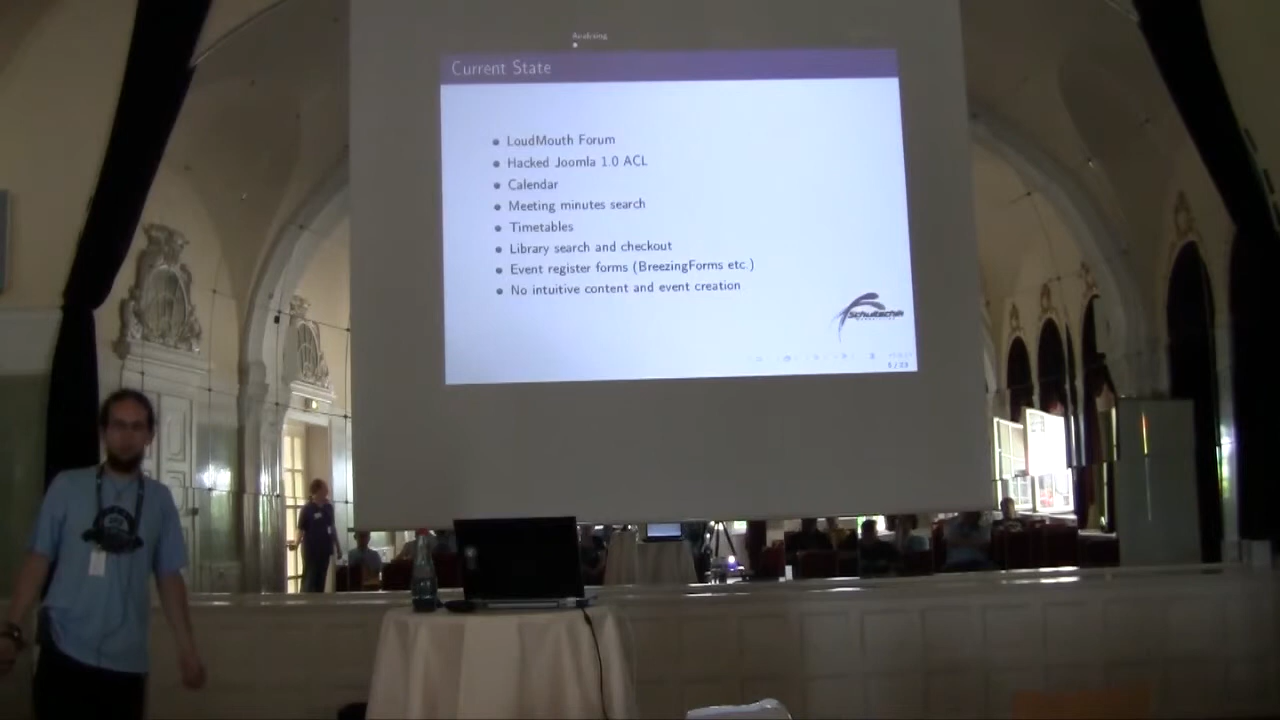 Current State
LoudMouth Forum
Hacked Joomla 1.0 ACL
Calendar
Meeting minutes search
Timetables
Library search and checkout
Event register forms (BreezingForms etc.)
No intuitive content and event creation